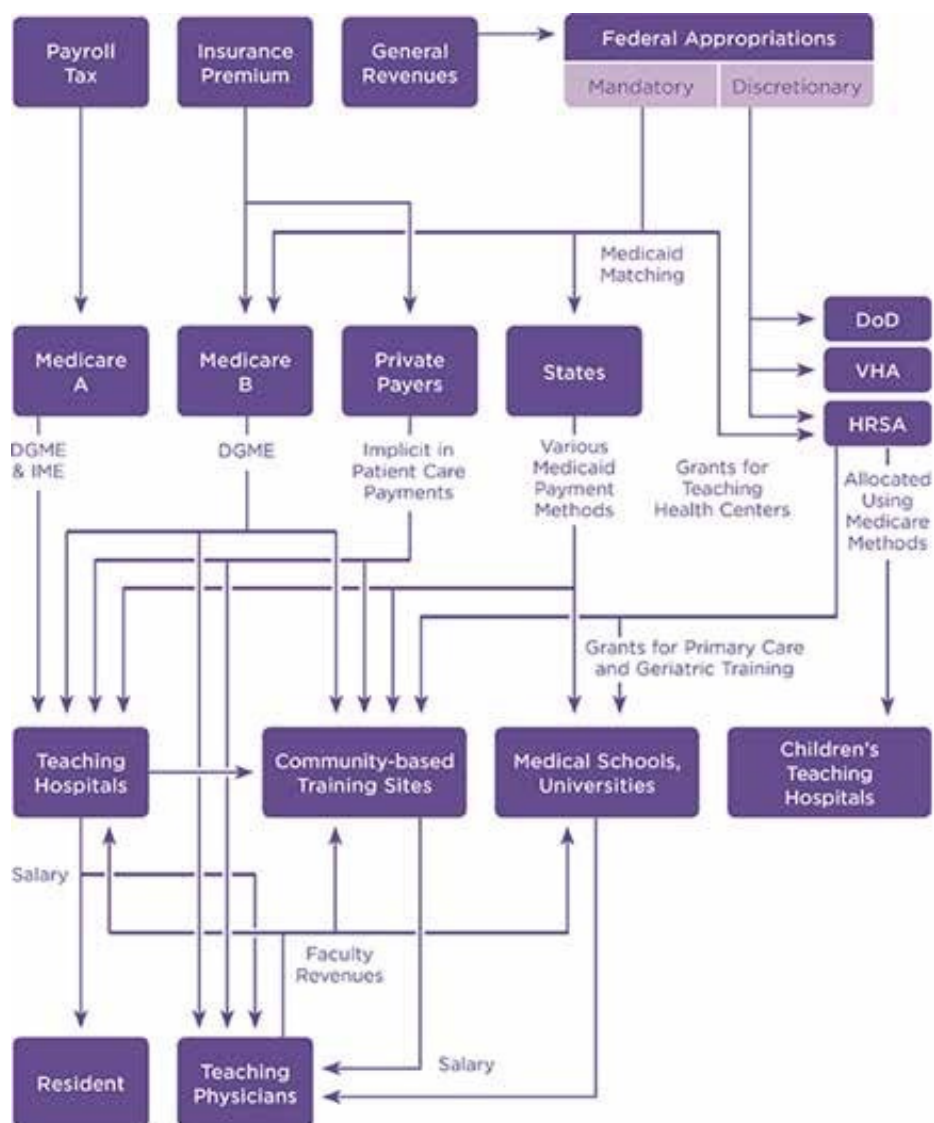 Payroll
Tax
Insurance
Premium
General
Revenues
Federal Appropriations
Mandatory
Discretionary
Medicaid
Matching
DoD
VHA
HRSA
Medicare
A
Medicare
B
Private
Payers
States
DGME
& IME
DGME
Implicit in
Patient Care
Payments
Various
Medicaid
Payment
Methods
Grants for
Teaching
Health Centers
Allocated
Using
Medicare
Methods
Grants for Primary Care
and Geriatric Training
Teaching
Hospitals
Community-based
Training Sites
Medical Schools,
Universities
Children's
Teaching
Hospitals
Salary
Faculty
Revenues
Resident
Teaching
Physicians
Salary